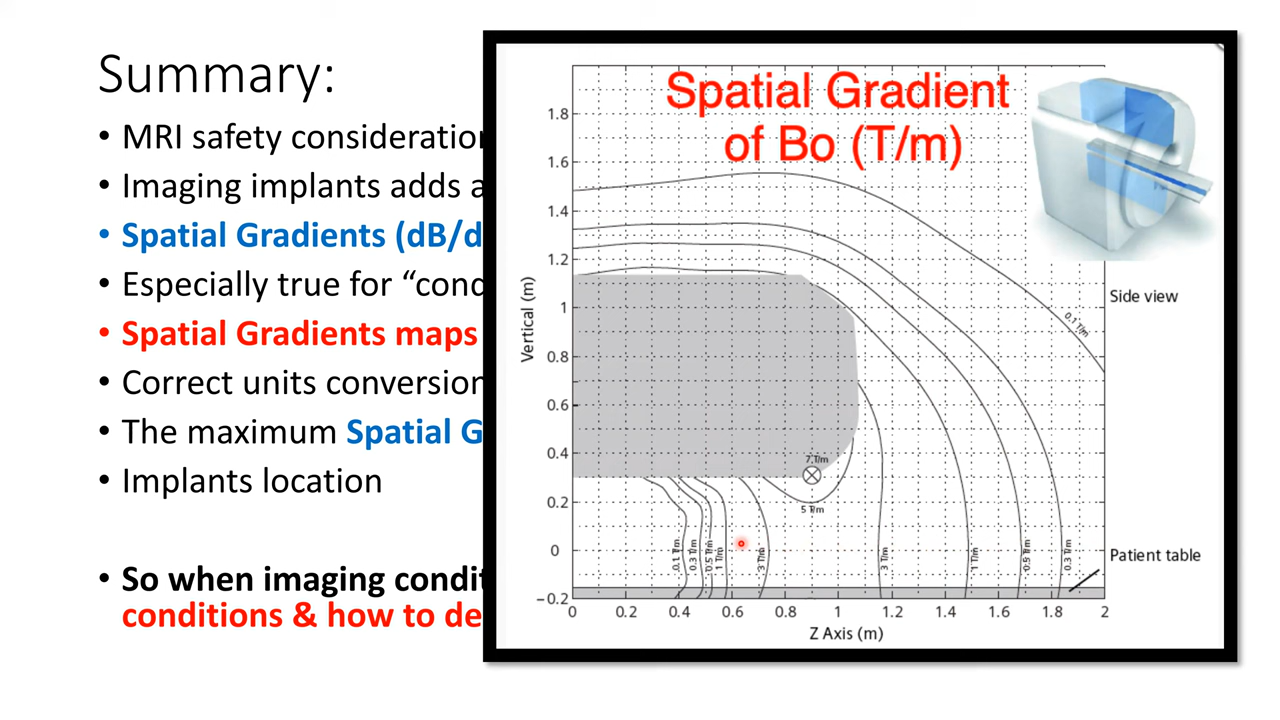 Summary:
• MRI safety consideration
• Imaging implants adds a
• Spatial Gradients (dB/d
• Especially true for “cond
• Spatial Gradients maps
• Correct units conversion
• The maximum Spatial G
• Implants location
• So when imaging condit
conditions & how to de
Spatial Gradient
of Bo (T/m)
1.8
1.6
1.4
1.2
1
0.8
0.6
0.4
0.2
0
−0.2
Vertical (m)
0 0.2 0.4 0.6 0.8 1 1.2 1.4 1.6 1.8 2
Z Axis (m)
Side view
Patient table
0.1 T/m
7 T/m
5 T/m
0.1 T/m
0.3 T/m
0.5 T/m
1 T/m
3 T/m
3 T/m
1 T/m
0.5 T/m
0.3 T/m